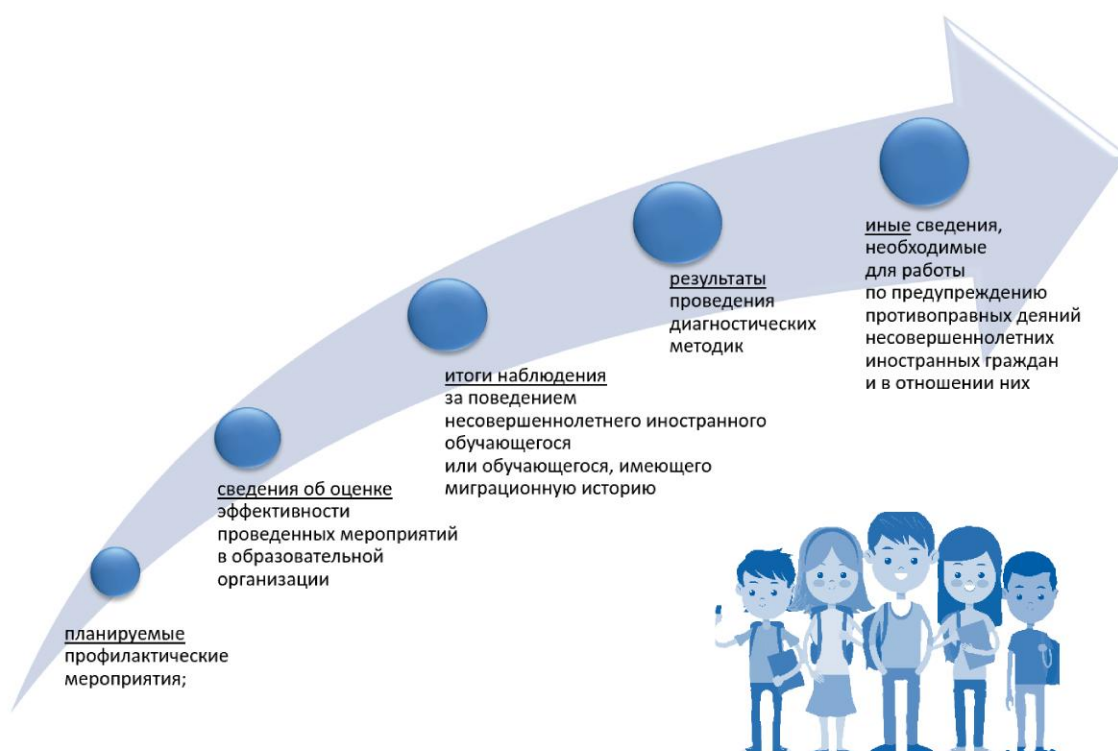 планируемые
профилактические
мероприятия;
сведения об оценке
эффективности
проведенных мероприятий
в образовательной
организации
итоги наблюдения
за поведением
несовершеннолетнего иностранного
обучающегося
или обучающегося, имеющего
миграционную историю
результаты
проведения
диагностических
методик
иные сведения,
необходимые
для работы
по предупреждению
противоправных деяний
несовершеннолетних
иностранных граждан
и в отношении них